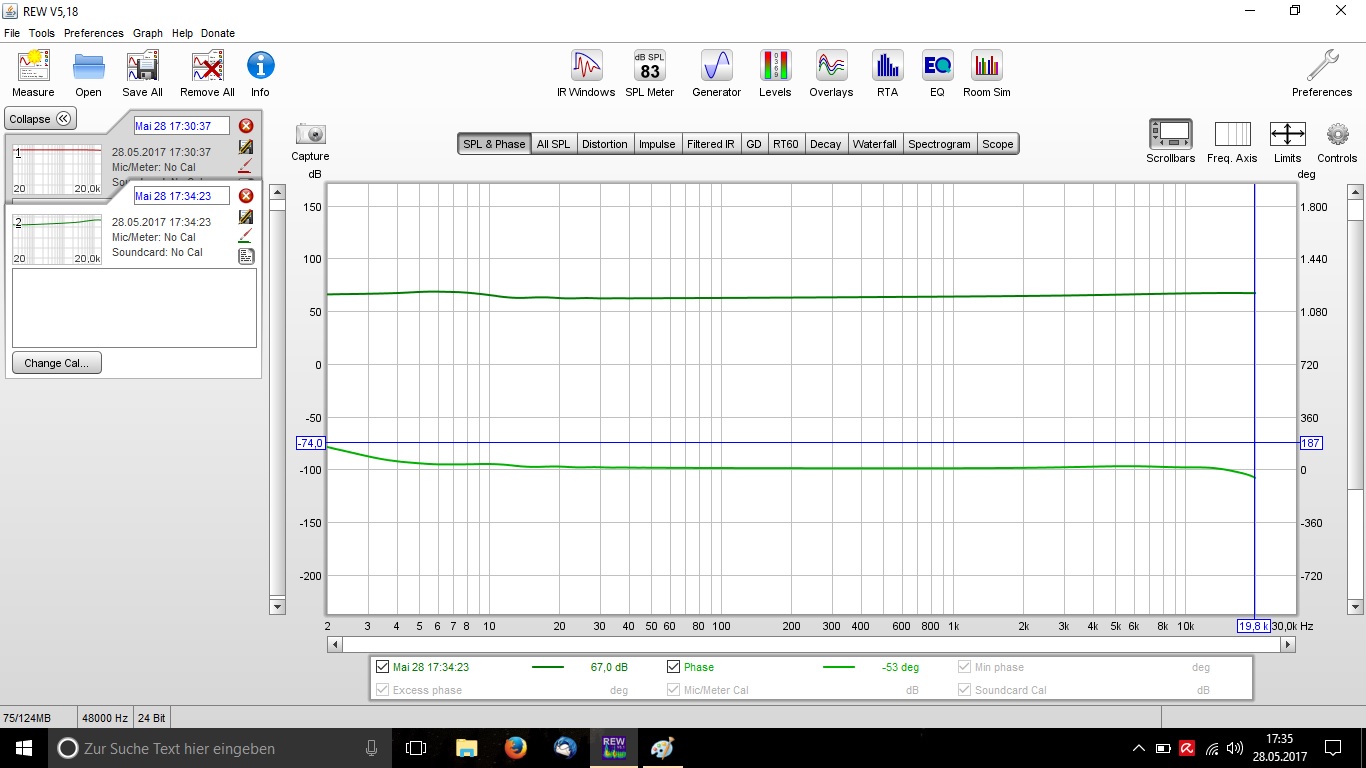 REW V5,18
File Tools Preferences Graph Help Donate
dB SPL
83
EQ
Measure Open Save All Remove All Info IR Windows SPL Meter Generator Levels Overlays RTA EQ Room Sim Preferences
Collapse
Mai 28 17:30:37
1
28.05.2017 17:30:37
Mic/Meter: No Cal
20 20,0k
Mai 28 17:34:23
2
28.05.2017 17:34:23
Mic/Meter: No Cal
Soundcard: No Cal
20 20,0k
Change Cal...
Capture
SPL & Phase All SPL Distortion Impulse Filtered IR GD RT60 Decay Waterfall Spectrogram Scope
Scrollbars Freq. Axis Limits Controls
dB deg
150 1.800
100 1.440
50 1.080
0 720
-50 360
-74,0 187
-100 0
-150 -360
-200 -720
2 3 4 5 6 7 8 10 20 30 40 50 60 80 100 200 300 400 600 800 1k 2k 3k 4k 5k 6k 8k 10k 19,8 k 30,0k Hz
Mai 28 17:34:23 67,0 dB Phase -53 deg Min phase deg
Excess phase deg Mic/Meter Cal dB Soundcard Cal dB
75/124MB 48000 Hz 24 Bit
Zur Suche Text hier eingeben
REW
17:35
28.05.2017